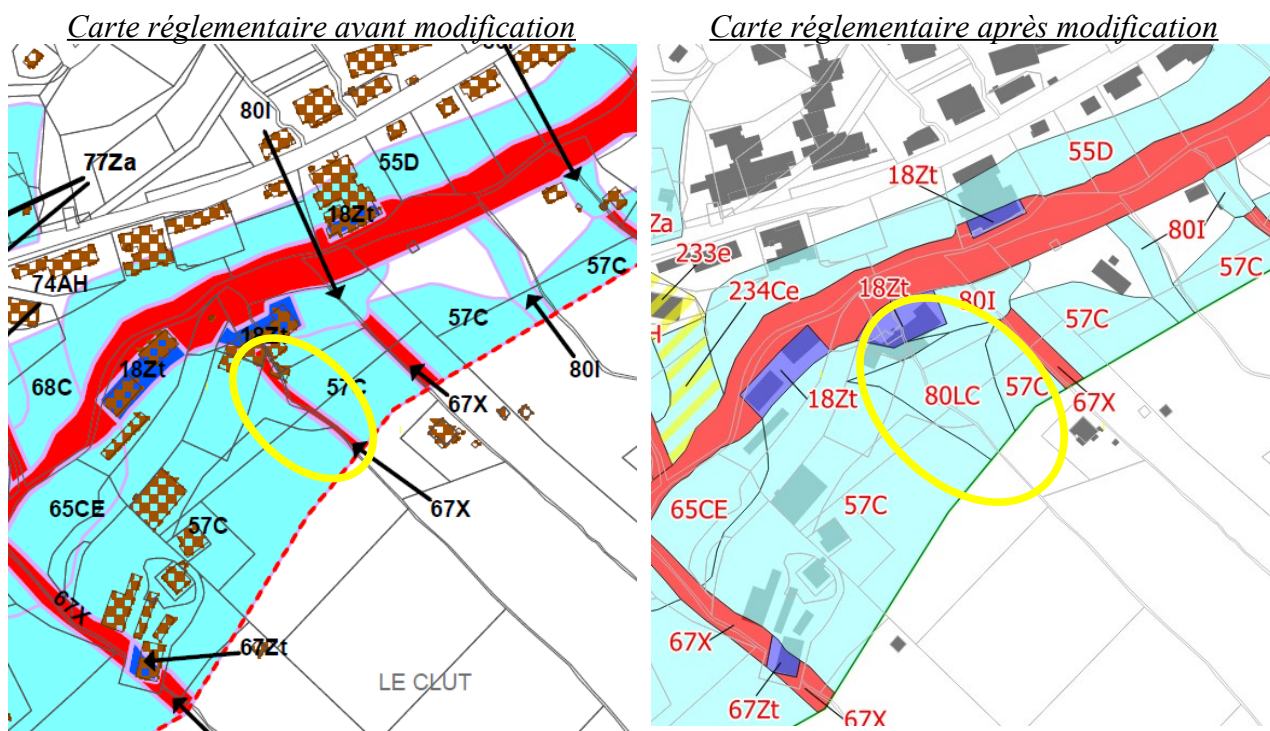 Carte réglementaire avant modification
80I
77Za
55D
18Zt
57C
74AH
57C
18Zt
68C
18Zt
57C
80I
67X
65CE
67X
57C
67X
67Zt
LE CLUT
Carte réglementaire après modification
55D
18Zt
Za
80I
233e
57C
234Ce
18Zt
80I
H
57C
18Zt
80LC
57C
67X
65CE
57C
67X
67Zt
67X